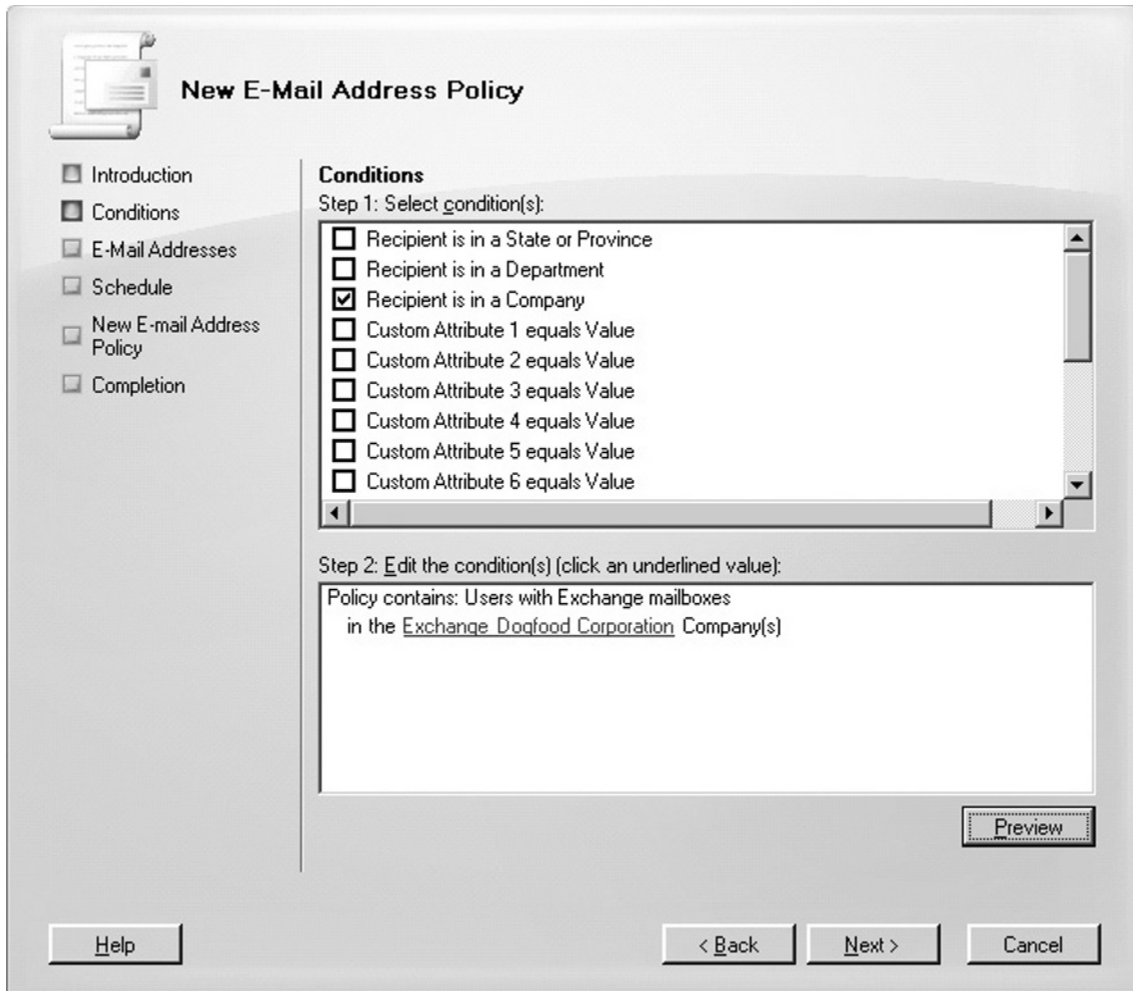 New E-Mail Address Policy
Introduction
Conditions
E-Mail Addresses
Schedule
New E-mail Address
Policy
Completion
Conditions
Step 1: Select condition(s):
Recipient is in a State or Province
Recipient is in a Department
Recipient is in a Company
Custom Attribute 1 equals Value
Custom Attribute 2 equals Value
Custom Attribute 3 equals Value
Custom Attribute 4 equals Value
Custom Attribute 5 equals Value
Custom Attribute 6 equals Value
Step 2: Edit the condition(s) (click an underlined value):
Policy contains: Users with Exchange mailboxes
in the Exchange Dogfood Corporation Company(s)
Preview
Help
< Back
Next >
Cancel